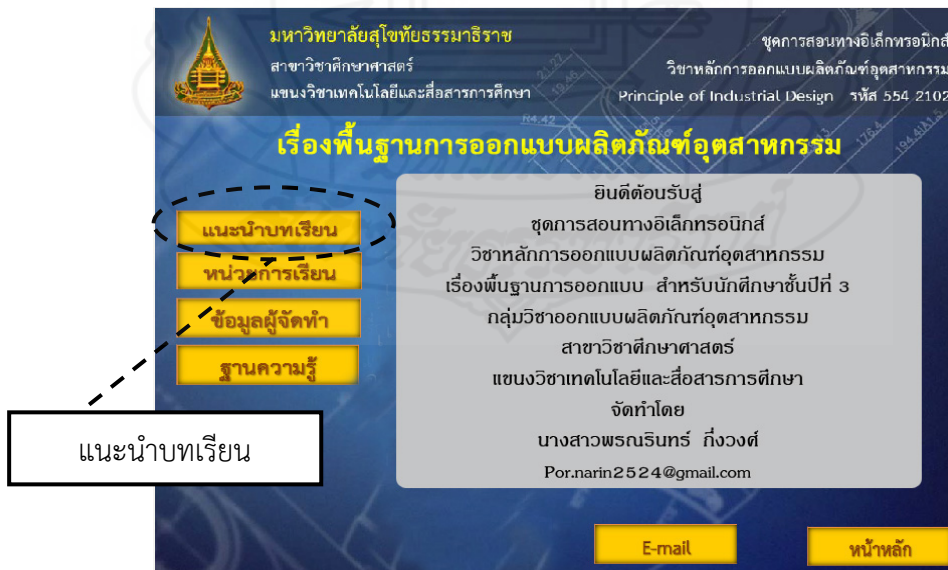 มหาวิทยาลัยสุโขทัยธรรมาธิราช
สาขาวิชาศึกษาศาสตร์
แขนงวิชาเทคโนโลยีและสื่อสารการศึกษา
ชุดการสอนทางอิเล็กทรอนิกส์
วิชาหลักการออกแบบผลิตภัณฑ์อุตสาหกรรม
Principle of Industrial Design รหัส 554 2102
เรื่องพื้นฐานการออกแบบผลิตภัณฑ์อุตสาหกรรม
แนะนำบทเรียน
หน่วยการเรียน
ข้อมูลผู้จัดทำ
ฐานความรู้
ยินดีต้อนรับสู่
ชุดการสอนทางอิเล็กทรอนิกส์
วิชาหลักการออกแบบผลิตภัณฑ์อุตสาหกรรม
เรื่องพื้นฐานการออกแบบ สำหรับนักศึกษาชั้นปีที่ 3
กลุ่มวิชาออกแบบผลิตภัณฑ์อุตสาหกรรม
สาขาวิชาศึกษาศาสตร์
แขนงวิชาเทคโนโลยีและสื่อสารการศึกษา
จัดทำโดย
นางสาวพรณรินทร์ กิ่งวงศ์
Por.narin2524@gmail.com
แนะนำบทเรียน
E-mail
หน้าหลัก